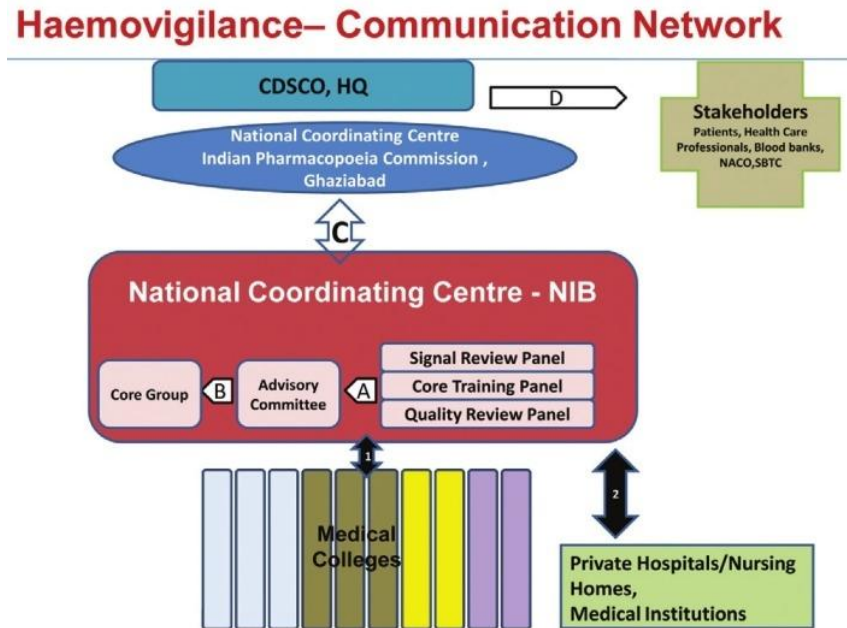 Haemovigilance– Communication Network
CDSCO, HQ
D
Stakeholders
Patients, Health Care
Professionals, Blood banks,
NACO,SBTC
National Coordinating Centre
Indian Pharmacopoeia Commission ,
Ghaziabad
C
National Coordinating Centre - NIB
Core Group
B
Advisory
Committee
A
Signal Review Panel
Core Training Panel
Quality Review Panel
1
2
Medical
Colleges
Private Hospitals/Nursing
Homes,
Medical Institutions